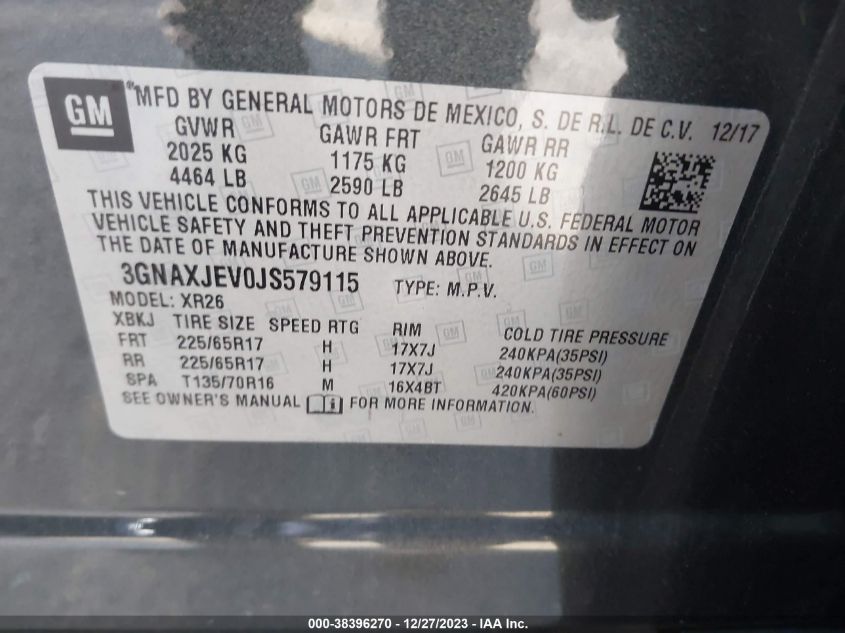 GM
® MFD BY GENERAL MOTORS DE MEXICO, S. DE R.L. DE C.V. 12/17
GVWR GAWR FRT GAWR RR
2025 KG 1175 KG 1200 KG
4464 LB 2590 LB 2645 LB
THIS VEHICLE CONFORMS TO ALL APPLICABLE U.S. FEDERAL MOTOR
VEHICLE SAFETY AND THEFT PREVENTION STANDARDS IN EFFECT ON
THE DATE OF MANUFACTURE SHOWN ABOVE.
3GNAXJEV0JS579115 TYPE: M.P.V.
MODEL: XR26
XBKJ TIRE SIZE SPEED RTG RIM COLD TIRE PRESSURE
FRT 225/65R17 H 17X7J 240KPA(35PSI)
RR 225/65R17 H 17X7J 240KPA(35PSI)
SPA T135/70R16 M 16X4BT 420KPA(60PSI)
SEE OWNER'S MANUAL i FOR MORE INFORMATION.
000-38396270 - 12/27/2023 - IAA Inc.